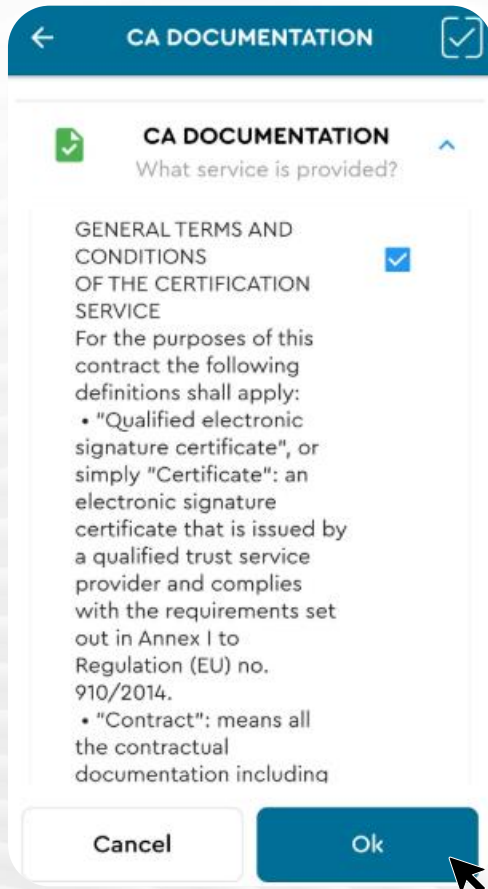 CA DOCUMENTATION
CA DOCUMENTATION
What service is provided?
GENERAL TERMS AND
CONDITIONS
OF THE CERTIFICATION
SERVICE
For the purposes of this
contract the following
definitions shall apply:
• "Qualified electronic
signature certificate", or
simply "Certificate": an
electronic signature
certificate that is issued by
a qualified trust service
provider and complies
with the requirements set
out in Annex I to
Regulation (EU) no.
910/2014.
• "Contract": means all
the contractual
documentation including
Cancel
Ok